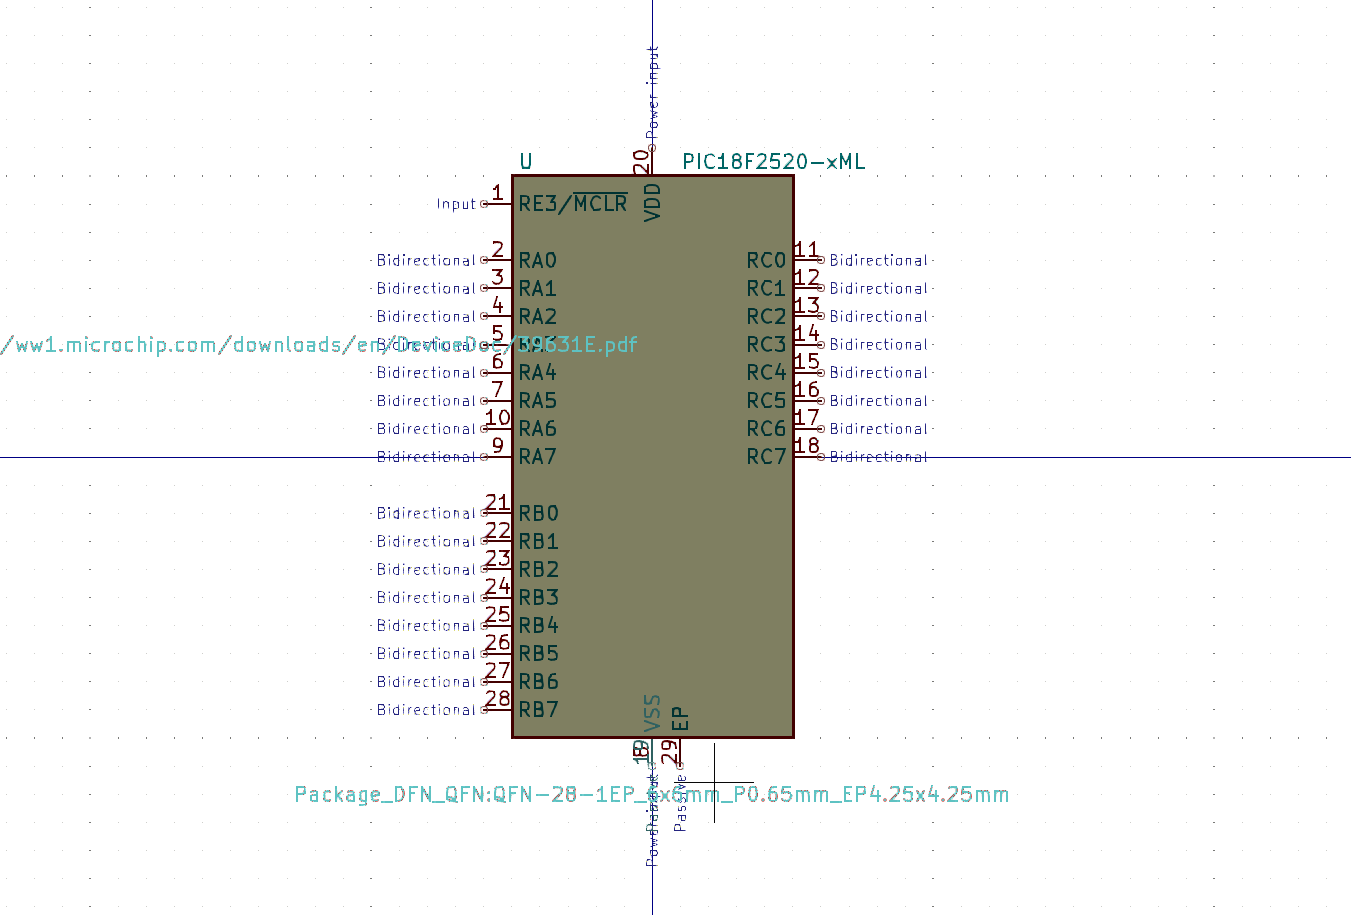 Power input
20
U
PIC18F2520-xML
VDD
Input 1 RE3/MCLR
Bidirectional 2 RA0
RC0 11 Bidirectional
Bidirectional 3 RA1
RC1 12 Bidirectional
Bidirectional 4 RA2
RC2 13 Bidirectional
Bidirectional 5
/ww1.microchip.com/downloads/en/DeviceDoc/39631E.pdf
RC3 14 Bidirectional
Bidirectional 6 RA4
RC4 15 Bidirectional
Bidirectional 7 RA5
RC5 16 Bidirectional
Bidirectional 10 RA6
RC6 17 Bidirectional
Bidirectional 9 RA7
RC7 18 Bidirectional
Bidirectional 21 RB0
Bidirectional 22 RB1
Bidirectional 23 RB2
Bidirectional 24 RB3
Bidirectional 25 RB4
Bidirectional 26 RB5
Bidirectional 27 RB6
Bidirectional 28 RB7
VSS
EP
29
Package_DFN_QFN:QFN-28-1EP_6x6mm_P0.65mm_EP4.25x4.25mm
Passive